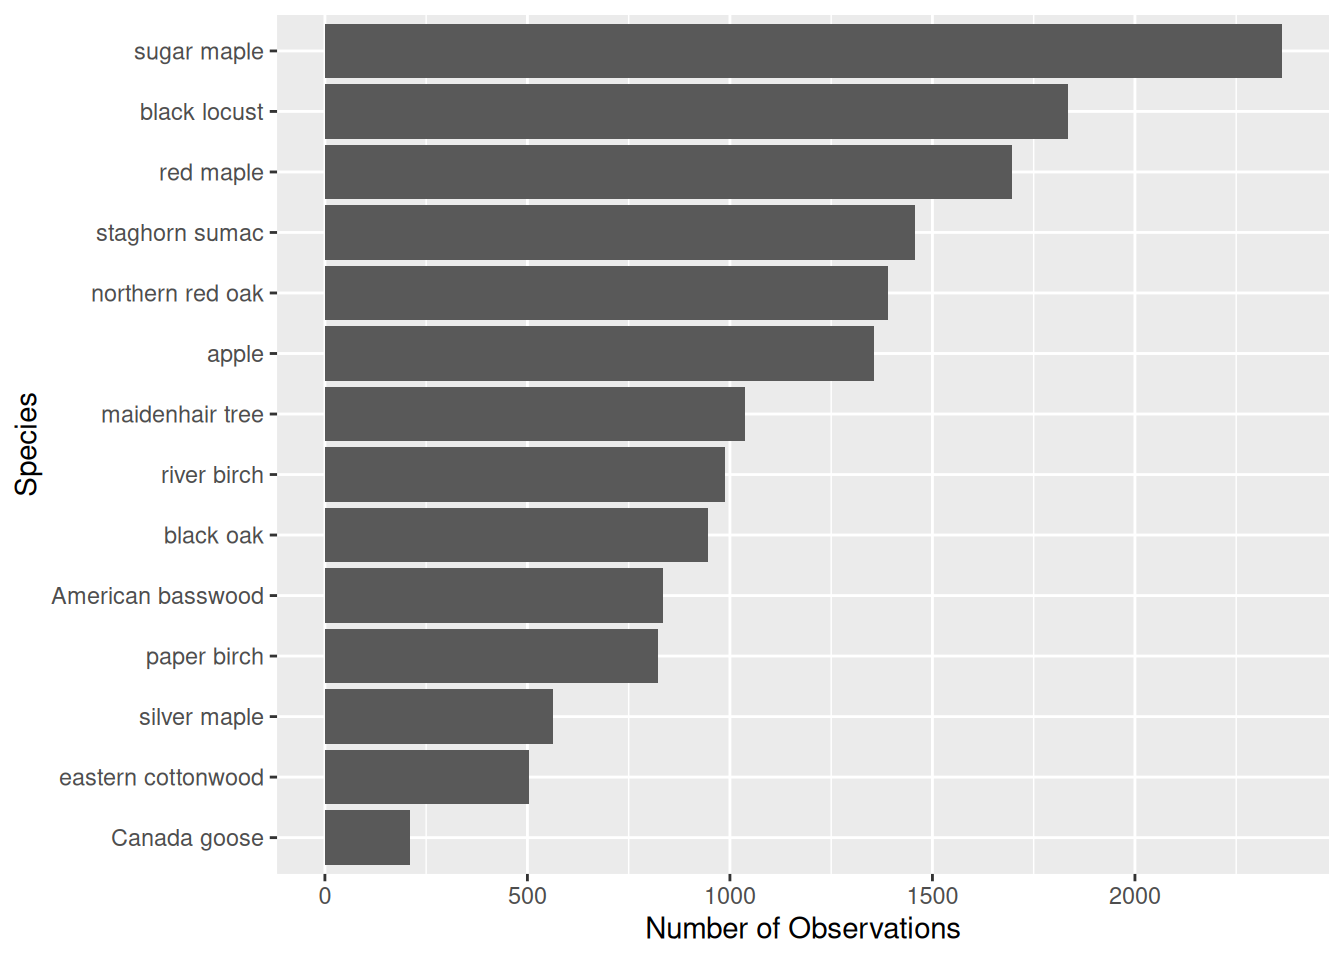 sugar maple
black locust
red maple
staghorn sumac
northern red oak
apple
maidenhair tree
river birch
black oak
American basswood
paper birch
silver maple
eastern cottonwood
Canada goose
Species
0 500 1000 1500 2000
Number of Observations